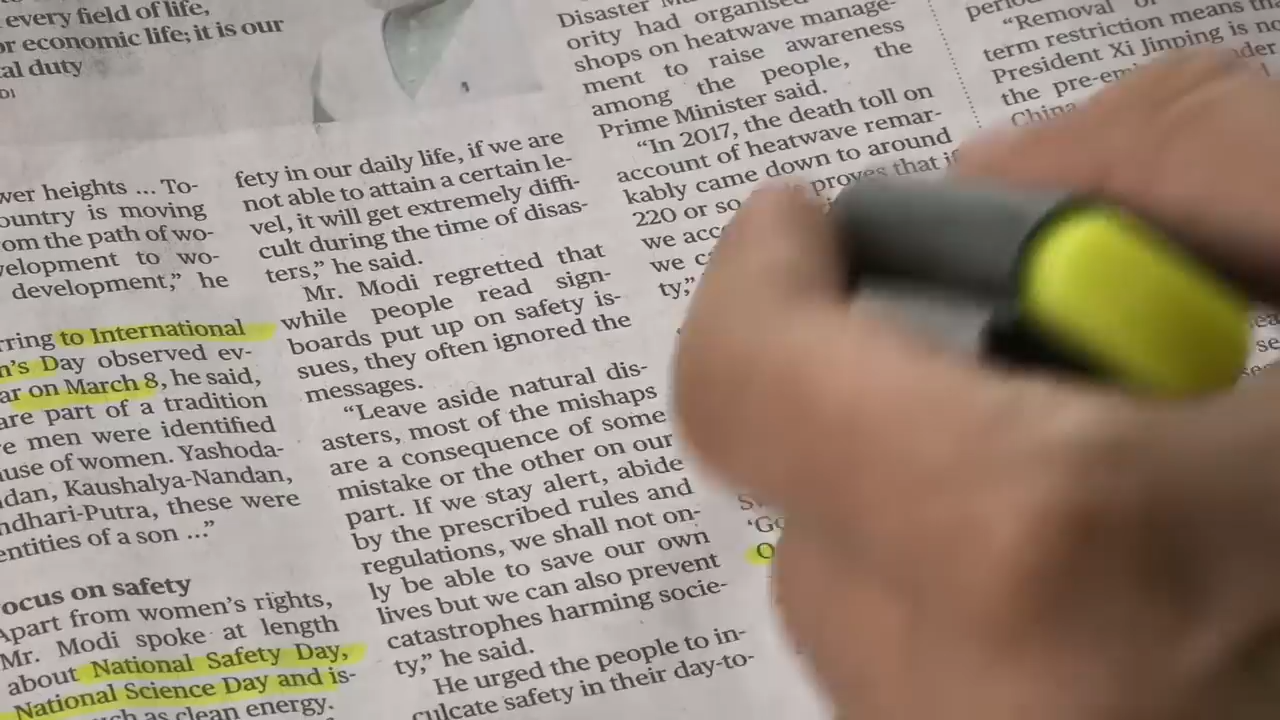 every field of life,
or economic life; it is our
al duty
wer heights ... To-
ountry is moving
om the path of wo-
velopment to wo-
development,” he
rring to International
n’s Day observed ev-
ar on March 8, he said,
are part of a tradition
e men were identified
use of women. Yashoda-
dan, Kaushalya-Nandan,
ndhari-Putra, these were
entities of a son ...”
ocus on safety
Apart from women’s rights,
Mr. Modi spoke at length
about National Safety Day,
National Science Day and is-
as clean energy.
fety in our daily life, if we are
not able to attain a certain le-
vel, it will get extremely diffi-
cult during the time of disas-
ters,” he said.
Mr. Modi regretted that
while people read sign-
boards put up on safety is-
sues, they often ignored the
messages.
“Leave aside natural dis-
asters, most of the mishaps
are a consequence of some
mistake or the other on our
part. If we stay alert, abide
by the prescribed rules and
regulations, we shall not on-
ly be able to save our own
lives but we can also prevent
catastrophes harming socie-
ty,” he said.
He urged the people to in-
culcate safety in their day-to-
Disaster
ority had organised
shops on heatwave manage-
ment to raise awareness
among the people, the
Prime Minister said.
“In 2017, the death toll on
account of heatwave remar-
kably came down to around
220 or so
proves that
we
we
ty,”
“Removal
term restriction means
President Xi Jinping is
the
China